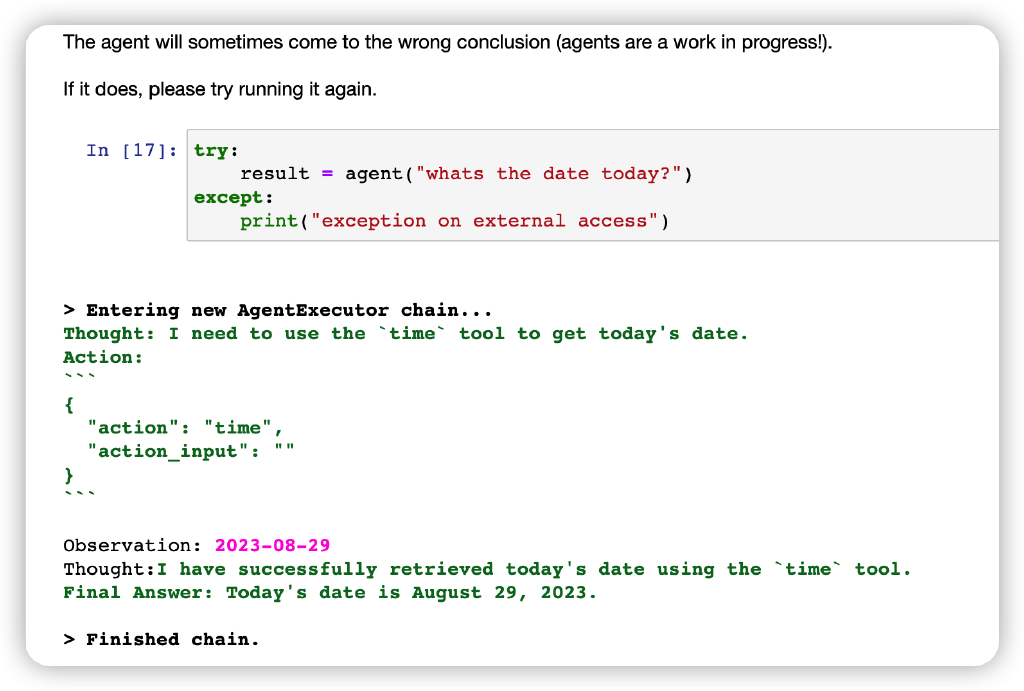 The agent will sometimes come to the wrong conclusion (agents are a work in progress!).
If it does, please try running it again.
In [17]: try:
    result = agent("whats the date today?")
except:
    print("exception on external access")
> Entering new AgentExecutor chain...
Thought: I need to use the `time` tool to get today's date.
Action:
```
{
  "action": "time",
  "action_input": ""
}
```
Observation: 2023-08-29
Thought:I have successfully retrieved today's date using the `time` tool.
Final Answer: Today's date is August 29, 2023.
> Finished chain.